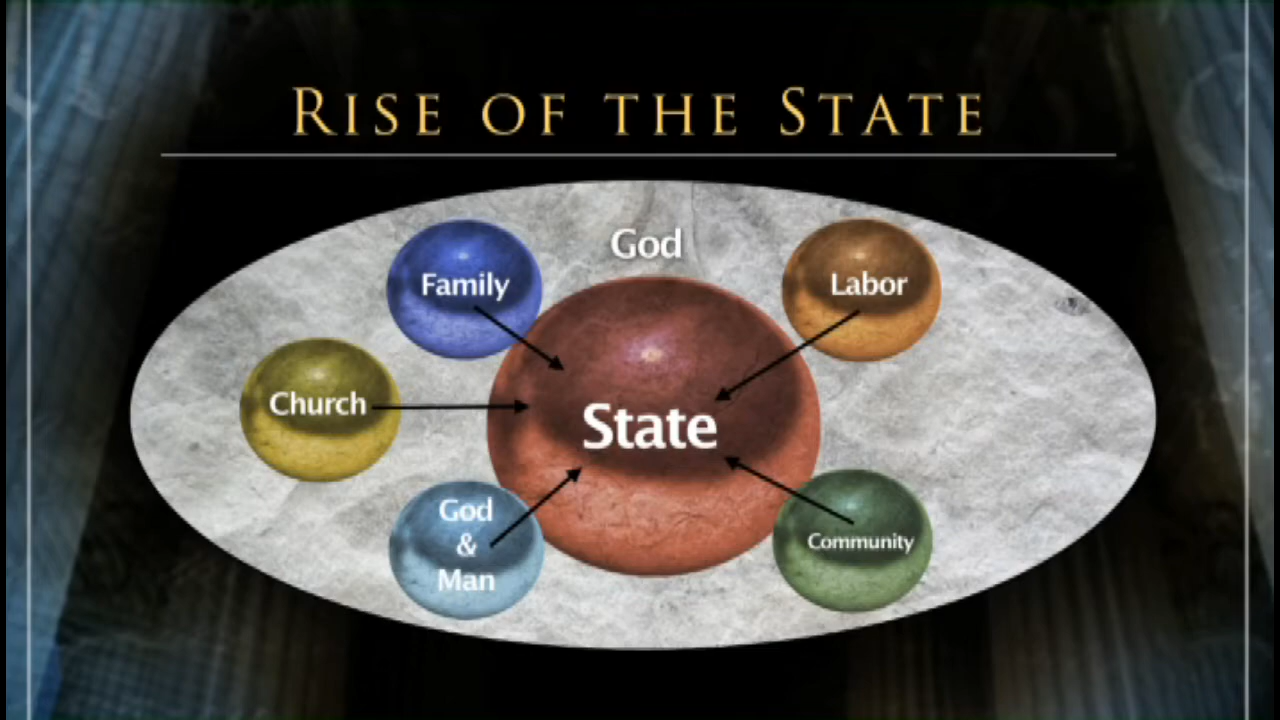 RISE OF THE STATE
God
Family
Labor
Church
State
God
&
Man
Community